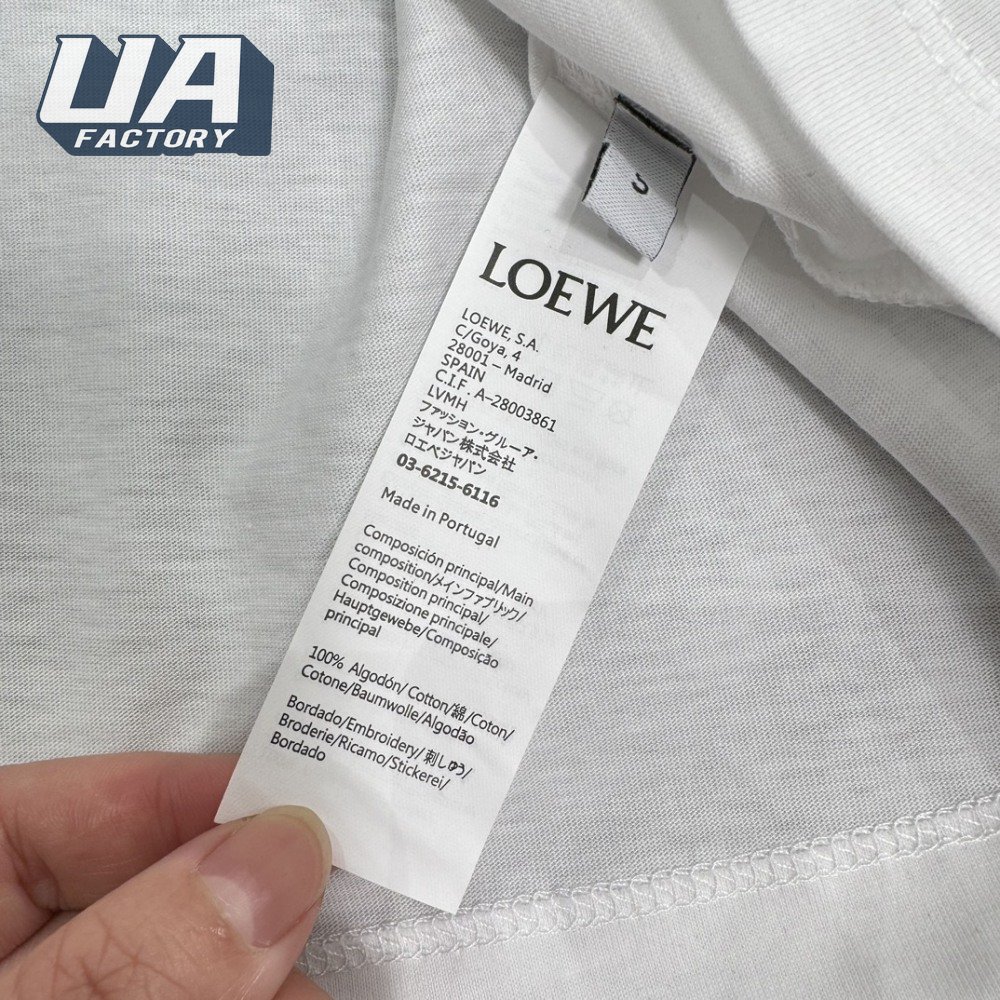 UA
FACTORY
S
LOEWE
LOEWE, S.A.
C/Goya, 4
28001 – Madrid
SPAIN
C.I.F. A-28003861
LVMH
ファッション・グルーア・
ジャパン株式会社
ロエベジャパン
03-6215-6116
Made in Portugal
Composición principal/Main
composition/メインファブリック/
Composition principal/
Composizione principale/
Hauptgewebe/Composição
principal
100% Algodón/ Cotton/綿/Coton/
Cotone/Baumwolle/Algodão
Bordado/Embroidery/刺しゅう/
Broderie/Ricamo/Stickerei/
Bordado